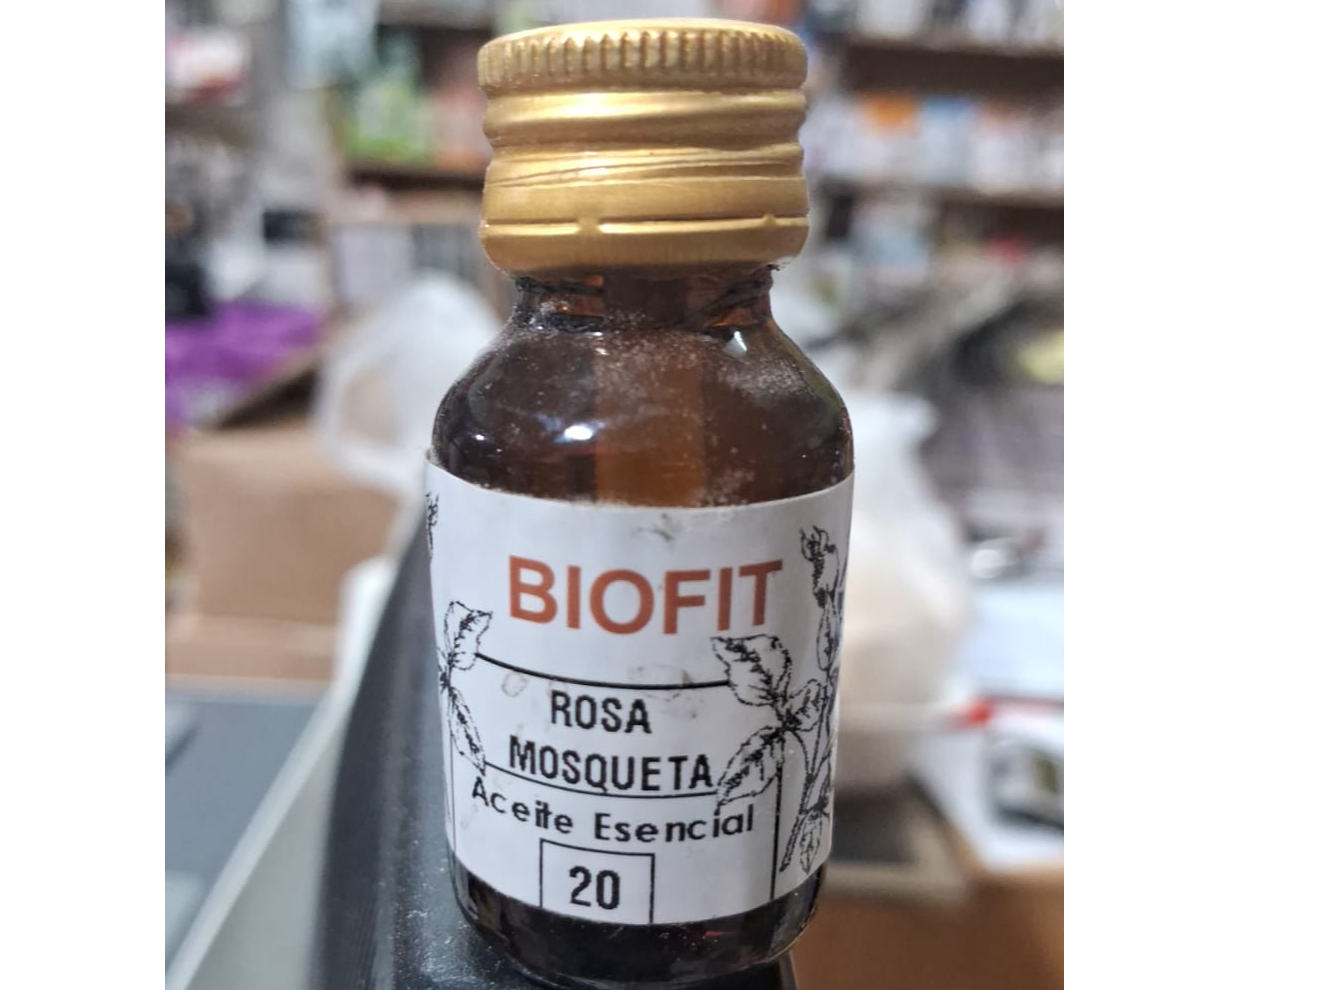 BIOFIT
ROSA
MOSQUETA
Aceite Esencial
20